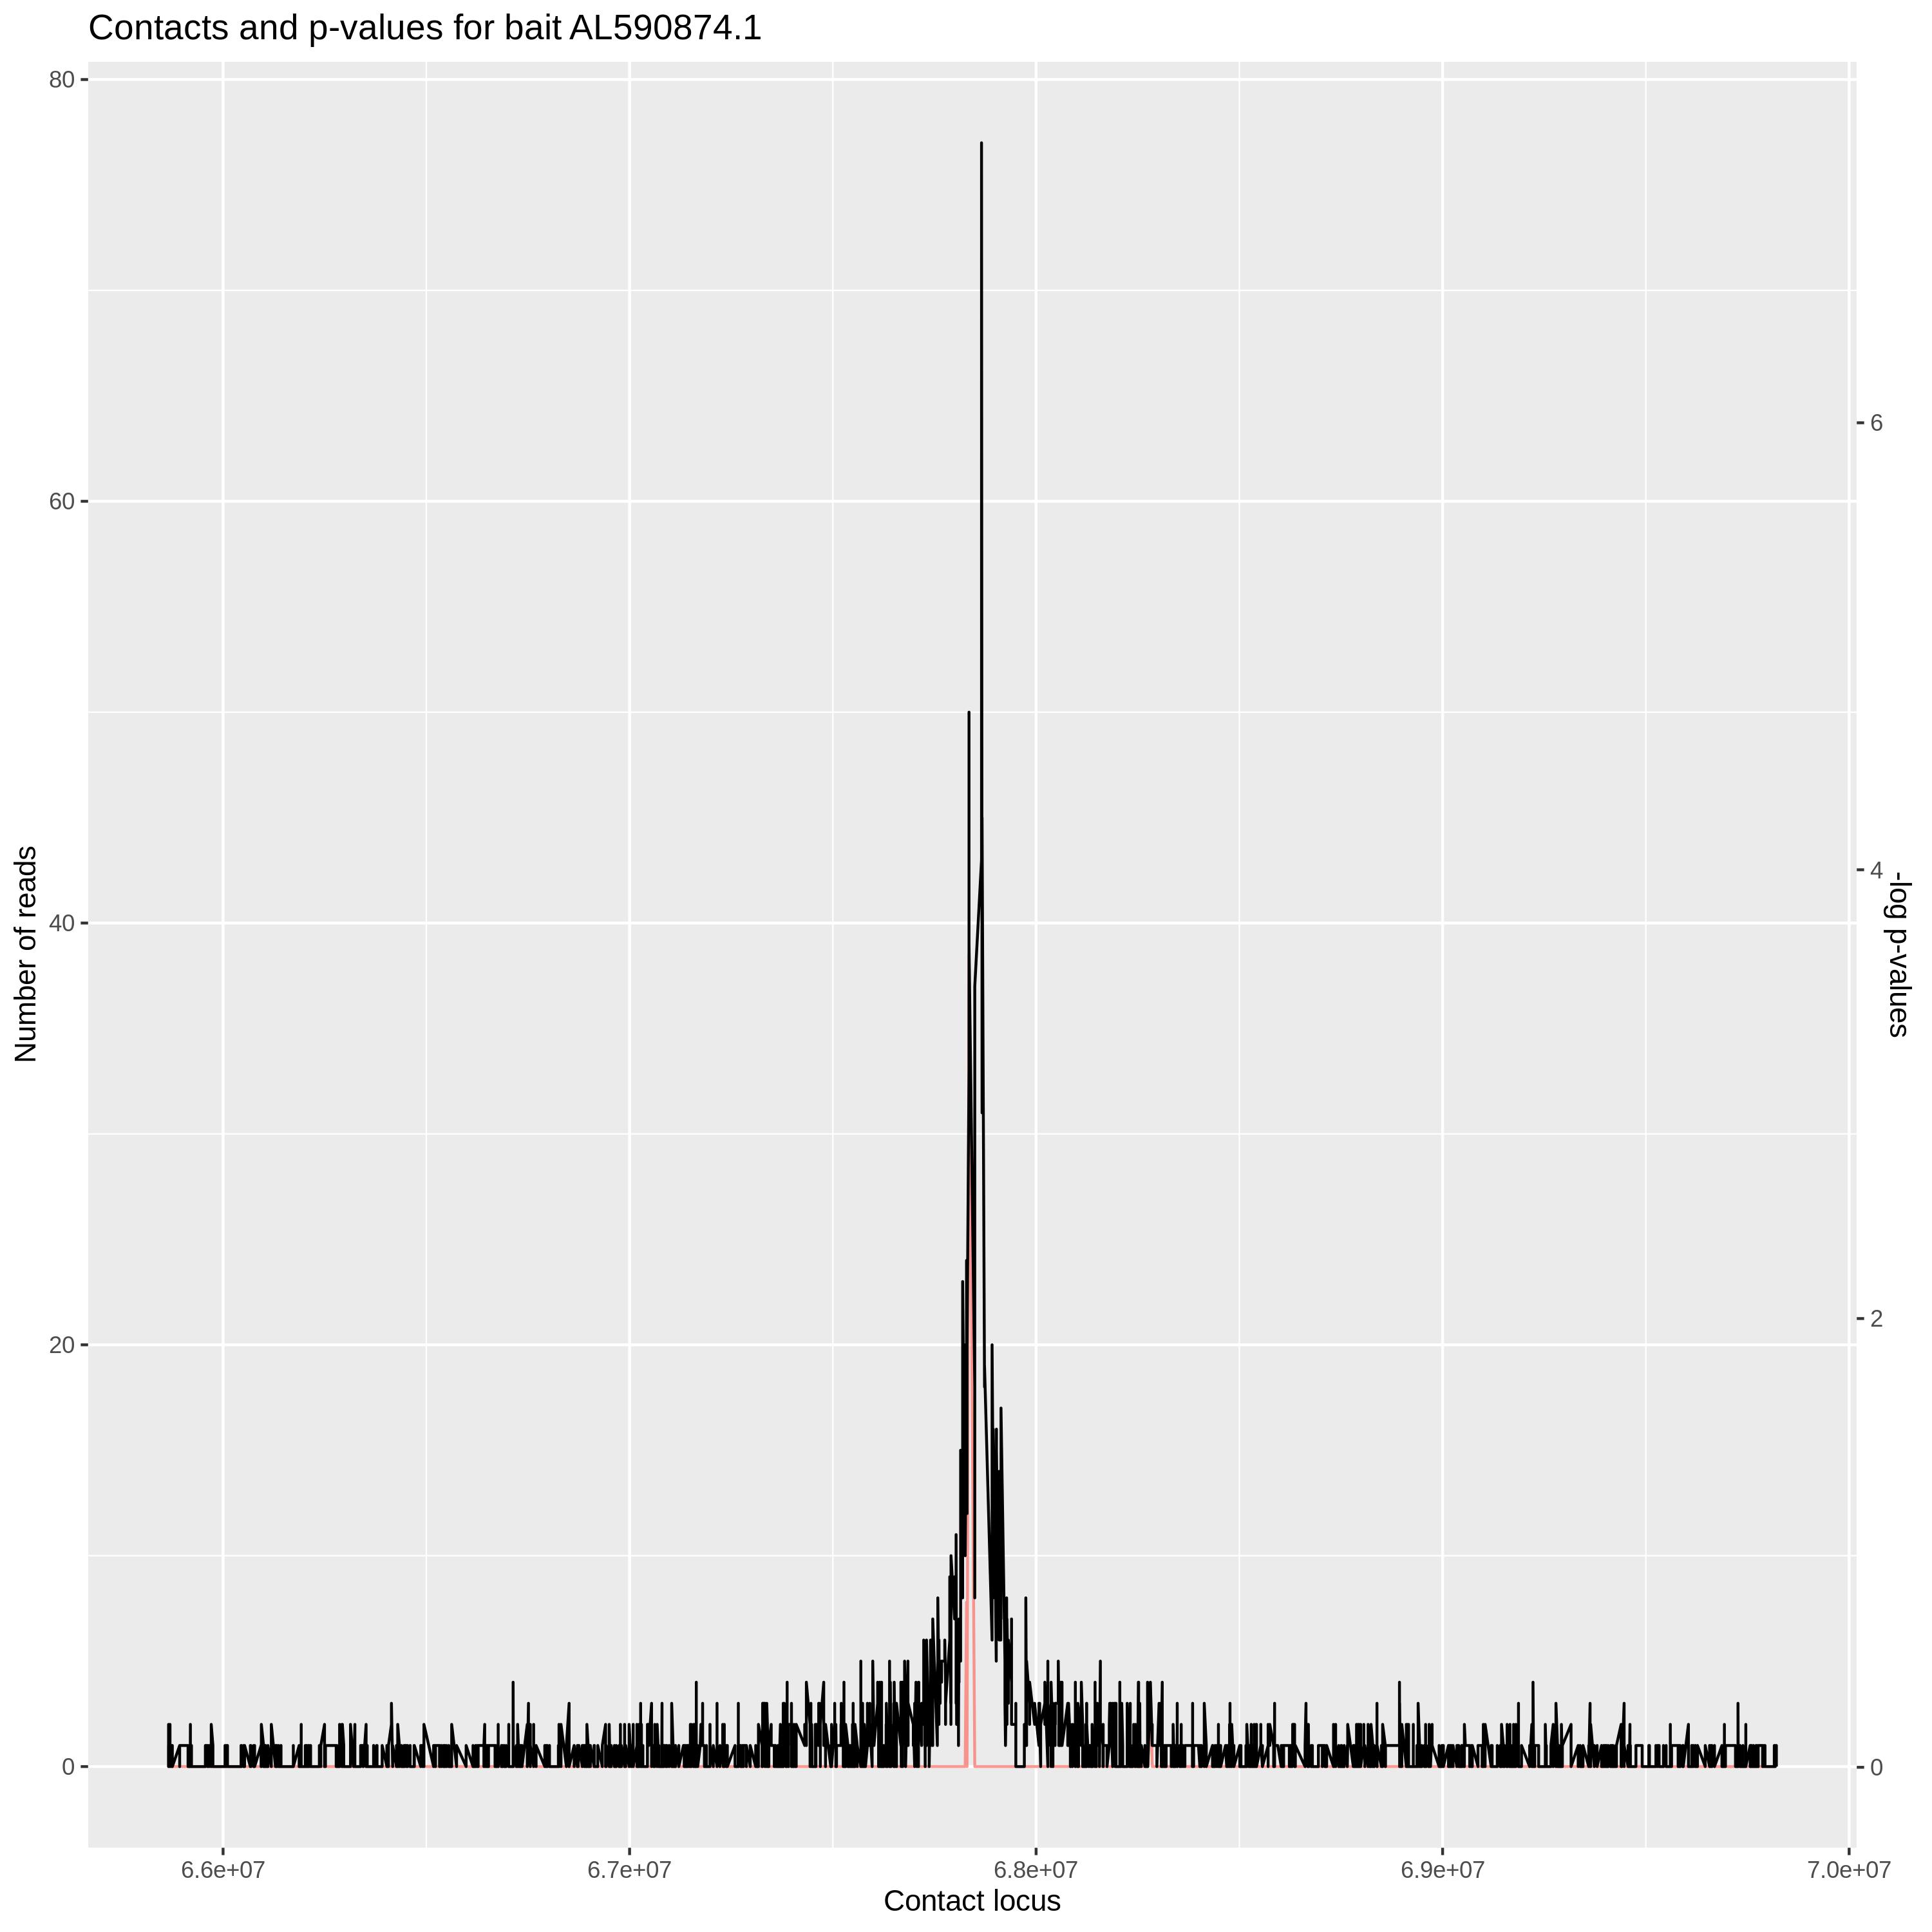 Contacts and p-values for bait AL590874.1
80
60
40
20
0
Number of reads
6
4
2
0
-log p-values
6.6e+07 6.7e+07 6.8e+07 6.9e+07 7.0e+07
Contact locus